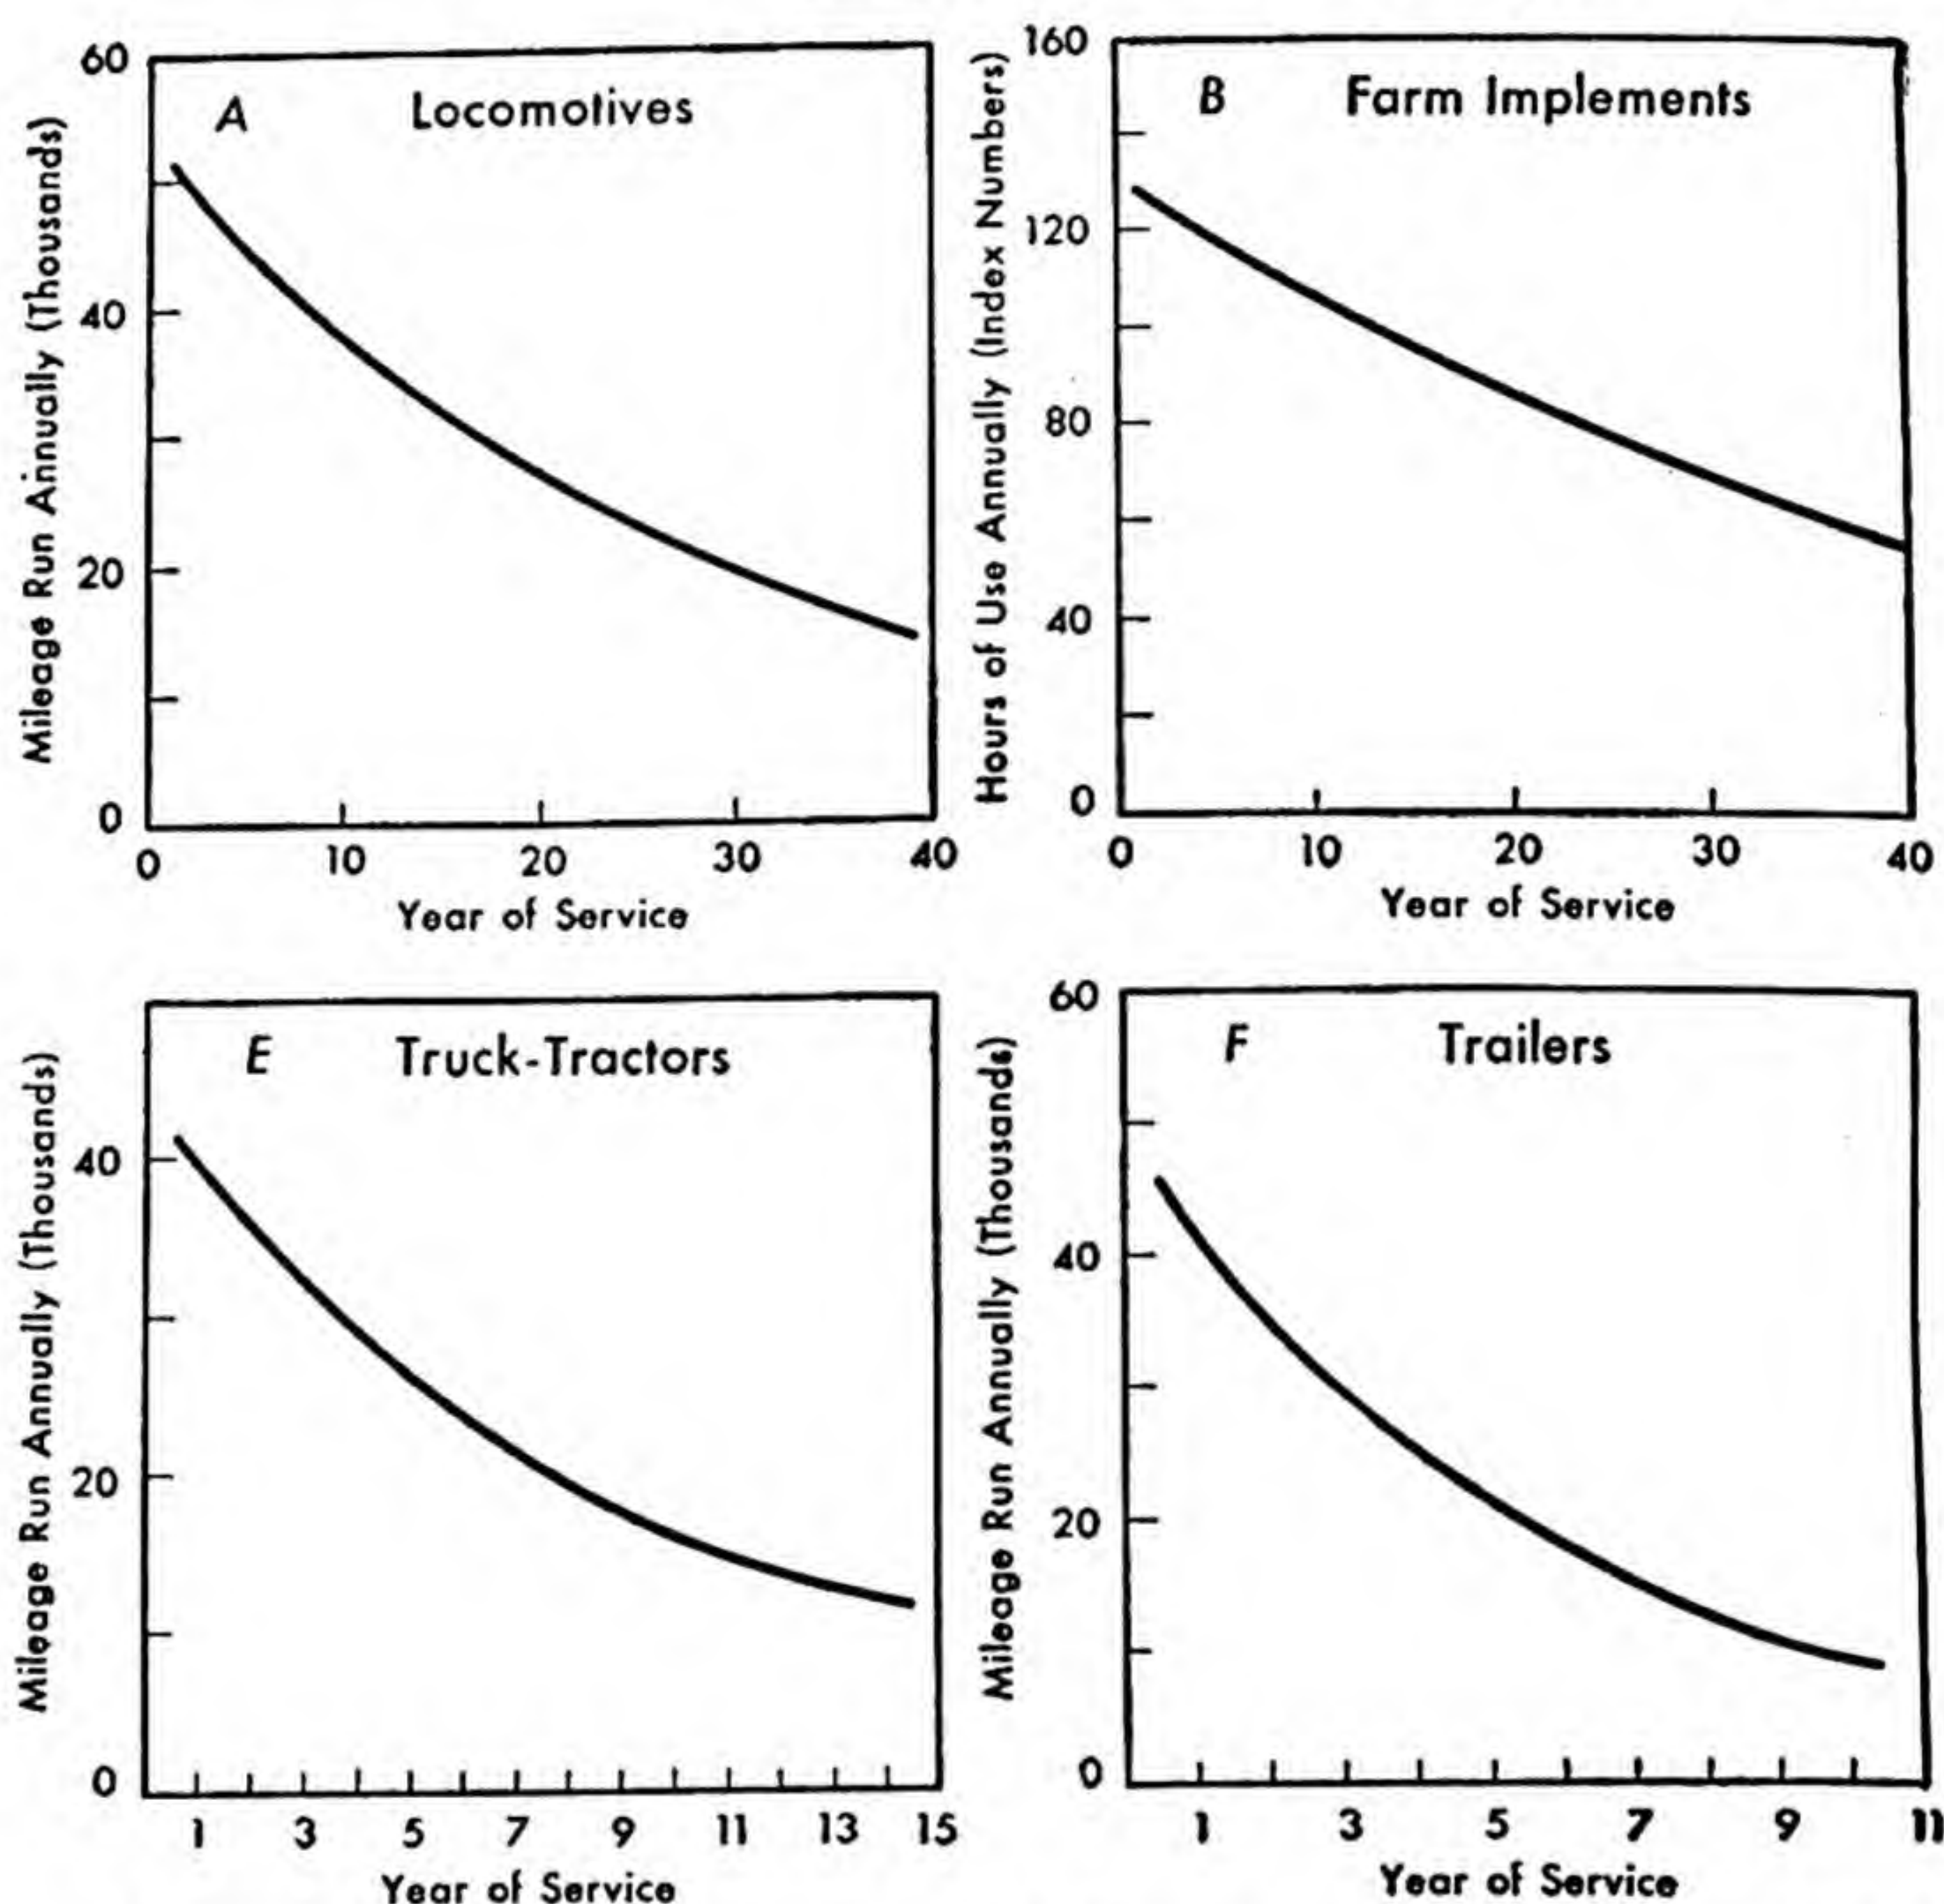 A Locomotives
Mileage Run Annually (Thousands)
60
40
20
0
0 10 20 30 40
Year of Service
B Farm Implements
Hours of Use Annually (Index Numbers)
160
120
80
40
0
0 10 20 30 40
Year of Service
E Truck-Tractors
Mileage Run Annually (Thousands)
40
20
0
1 3 5 7 9 11 13 15
Year of Service
F Trailers
Mileage Run Annually (Thousands)
60
40
20
0
1 3 5 7 9 11
Year of Service